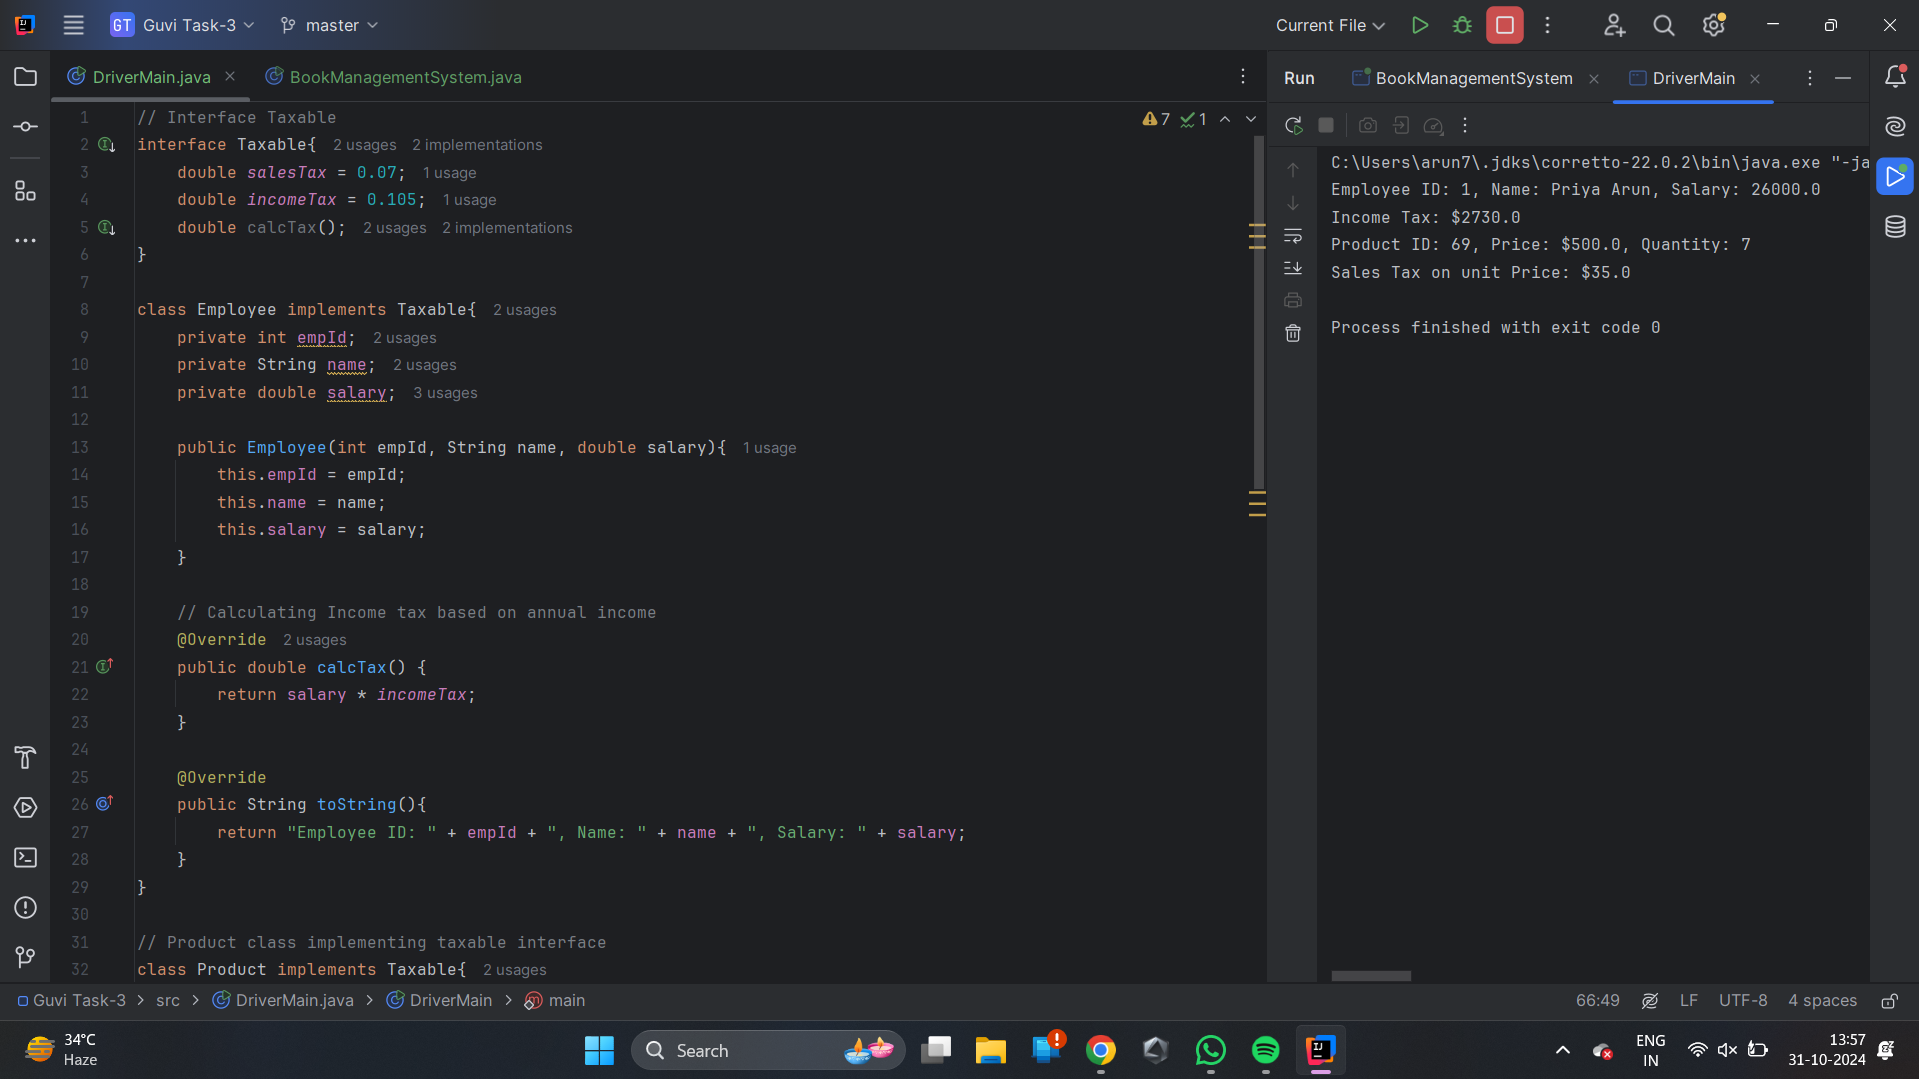 GT Guvi Task-3 master Current File
DriverMain.java BookManagementSystem.java
Run BookManagementSystem DriverMain
7 1
1 // Interface Taxable
2 interface Taxable{ 2 usages 2 implementations
3 double salesTax = 0.07; 1 usage
4 double incomeTax = 0.105; 1 usage
5 double calcTax(); 2 usages 2 implementations
6 }
7
8 class Employee implements Taxable{ 2 usages
9 private int empId; 2 usages
10 private String name; 2 usages
11 private double salary; 3 usages
12
13 public Employee(int empId, String name, double salary){ 1 usage
14 this.empId = empId;
15 this.name = name;
16 this.salary = salary;
17 }
18
19 // Calculating Income tax based on annual income
20 @Override 2 usages
21 public double calcTax() {
22 return salary * incomeTax;
23 }
24
25 @Override
26 public String toString(){
27 return "Employee ID: " + empId + ", Name: " + name + ", Salary: " + salary;
28 }
29 }
30
31 // Product class implementing taxable interface
32 class Product implements Taxable{ 2 usages
C:\Users\arun7\.jdks\corretto-22.0.2\bin\java.exe "-ja
Employee ID: 1, Name: Priya Arun, Salary: 26000.0
Income Tax: $2730.0
Product ID: 69, Price: $500.0, Quantity: 7
Sales Tax on unit Price: $35.0
Process finished with exit code 0
Guvi Task-3 > src > DriverMain.java > DriverMain > main
66:49 LF UTF-8 4 spaces
34°C
Haze
Search
ENG
IN
13:57
31-10-2024